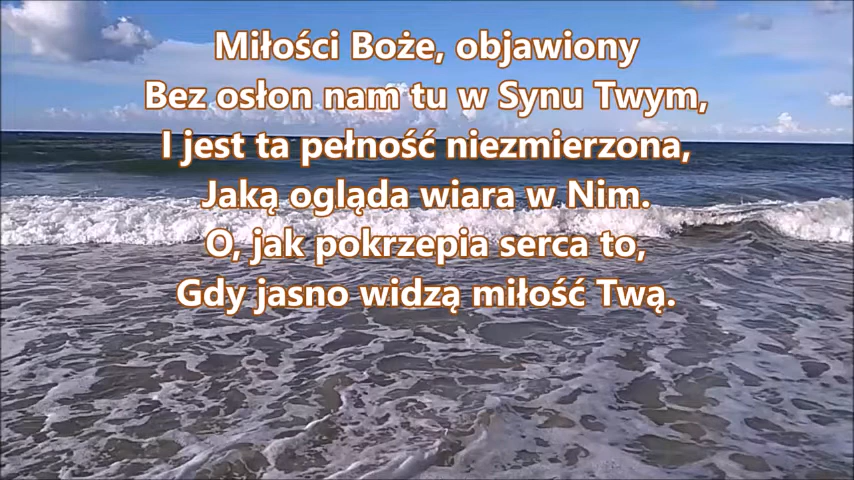 Miłości Boże, objawiony
Bez osłon nam tu w Synu Twym,
I jest ta pełność niezmierzona,
Jaką ogląda wiara w Nim.
O, jak pokrzepia serca to,
Gdy jasno widzą miłość Twą.